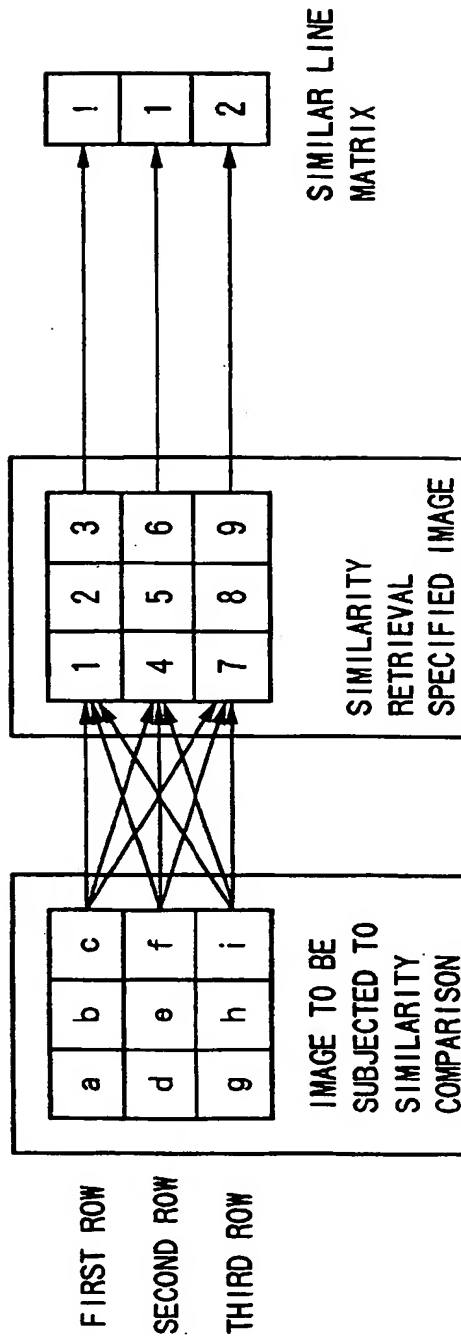 FIRST ROW
SECOND ROW
THIRD ROW
a b c
d e f
g h i
IMAGE TO BE
SUBJECTED TO
SIMILARITY
COMPARISON
1 2 3
4 5 6
7 8 9
SIMILARITY
RETRIEVAL
SPECIFIED IMAGE
1
1
2
SIMILAR LINE
MATRIX